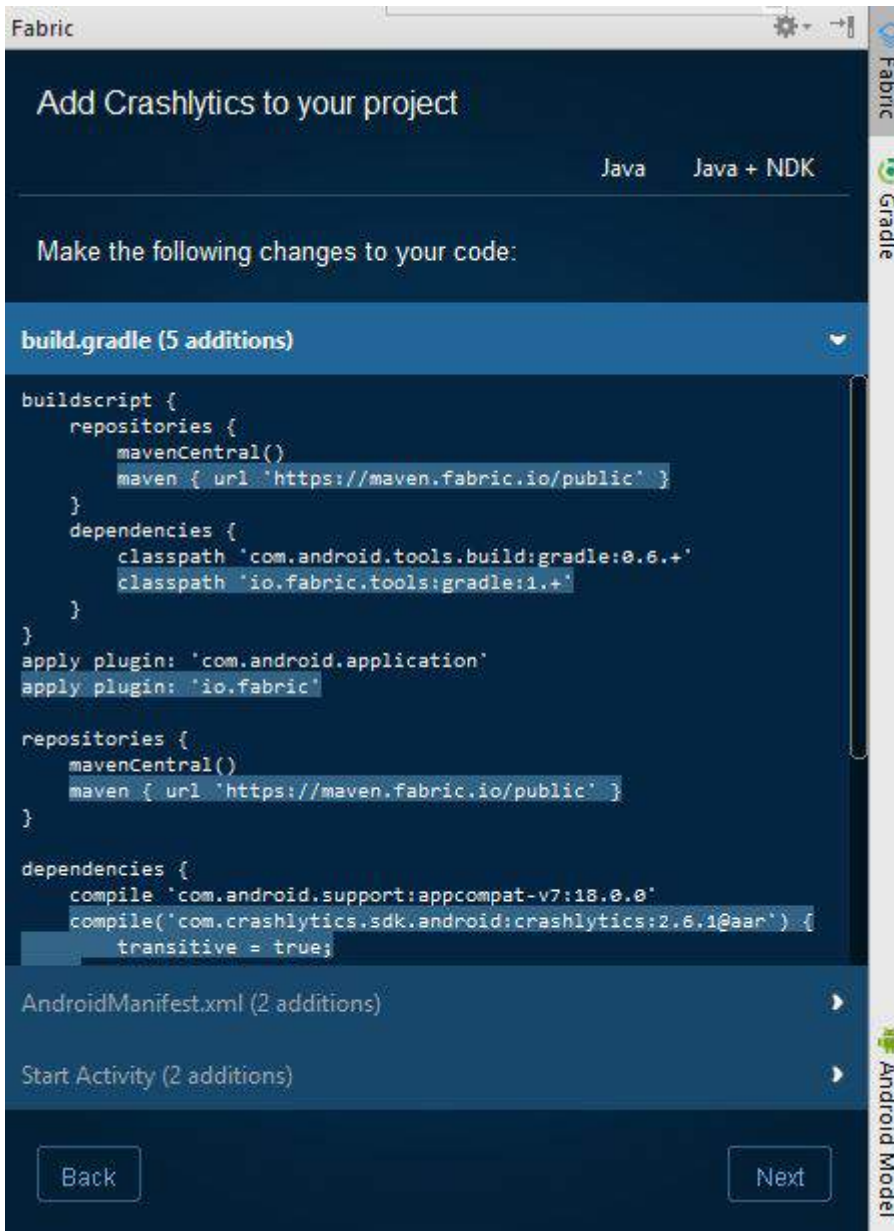 Fabric
Add Crashlytics to your project
Java Java + NDK
Make the following changes to your code:
build.gradle (5 additions)
buildscript {
    repositories {
        mavenCentral()
        maven { url 'https://maven.fabric.io/public' }
    }
    dependencies {
        classpath 'com.android.tools.build:gradle:0.6.+'
        classpath 'io.fabric.tools:gradle:1.+'
    }
}
apply plugin: 'com.android.application'
apply plugin: 'io.fabric'
repositories {
    mavenCentral()
    maven { url 'https://maven.fabric.io/public' }
}
dependencies {
    compile 'com.android.support:appcompat-v7:18.0.0'
    compile('com.crashlytics.sdk.android:crashlytics:2.6.1@aar') {
        transitive = true;
AndroidManifest.xml (2 additions)
Start Activity (2 additions)
Back Next
Fabric
Gradle
Android Model